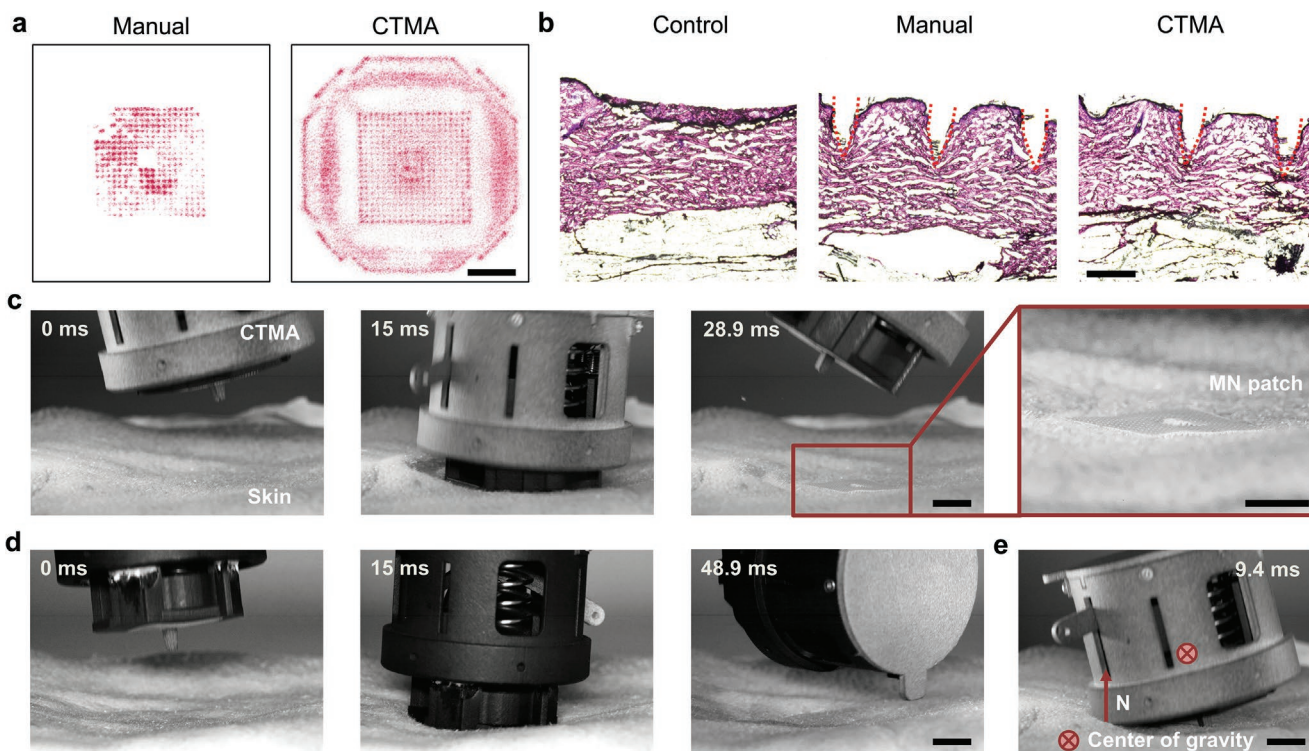 a
Manual
CTMA
b
Control
Manual
CTMA
c
0 ms
CTMA
Skin
15 ms
28.9 ms
MN patch
d
0 ms
15 ms
48.9 ms
e
9.4 ms
N
Center of gravity